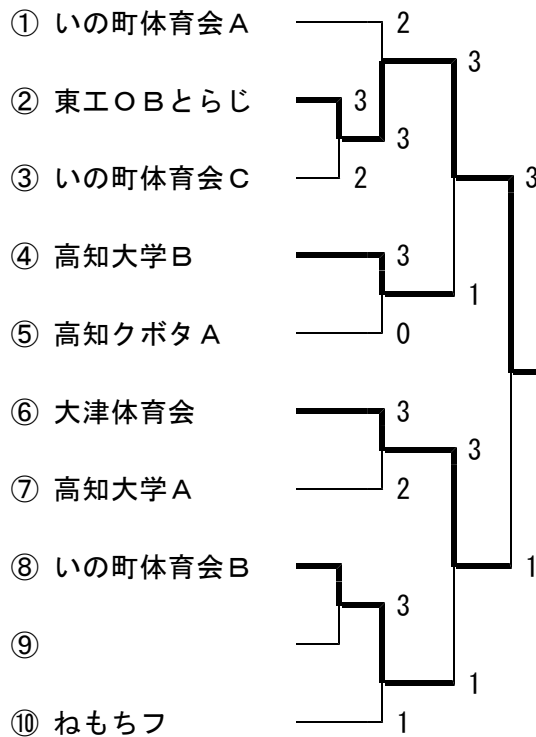 ① いの町体育会A 2
3
② 東工OBとらじ 3
3
③ いの町体育会C 2
3
④ 高知大学B 3
1
⑤ 高知クボタA 0
⑥ 大津体育会 3
3
⑦ 高知大学A 2
⑧ いの町体育会B
1
3
⑨
1
⑩ ねもちフ 1